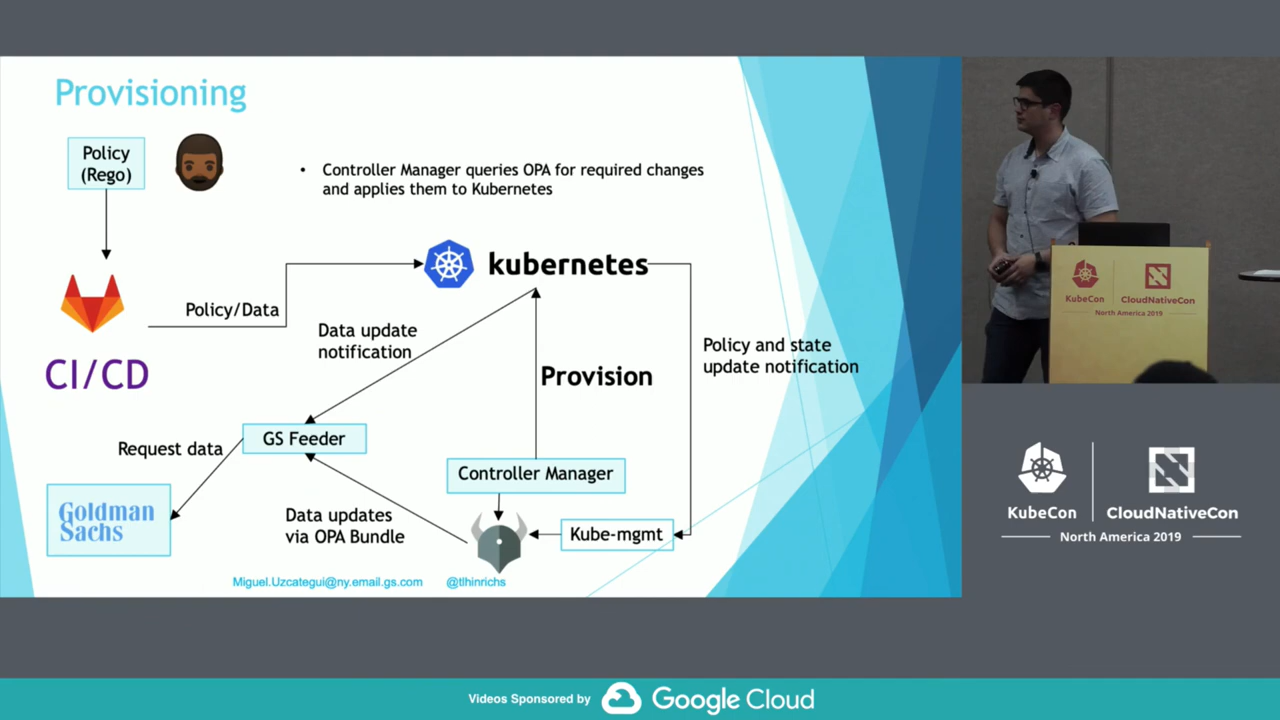 Provisioning
Policy
(Rego)
• Controller Manager queries OPA for required changes
and applies them to Kubernetes
kubernetes
Policy/Data
Data update
notification
Policy and state
update notification
CI/CD
Provision
GS Feeder
Request data
Controller Manager
Goldman
Sachs
Data updates
via OPA Bundle
Kube-mgmt
Miguel.Uzcategui@ny.email.gs.com @tlhinrichs
KubeCon CloudNativeCon
North America 2019
KubeCon CloudNativeCon
North America 2019
Videos Sponsored by Google Cloud